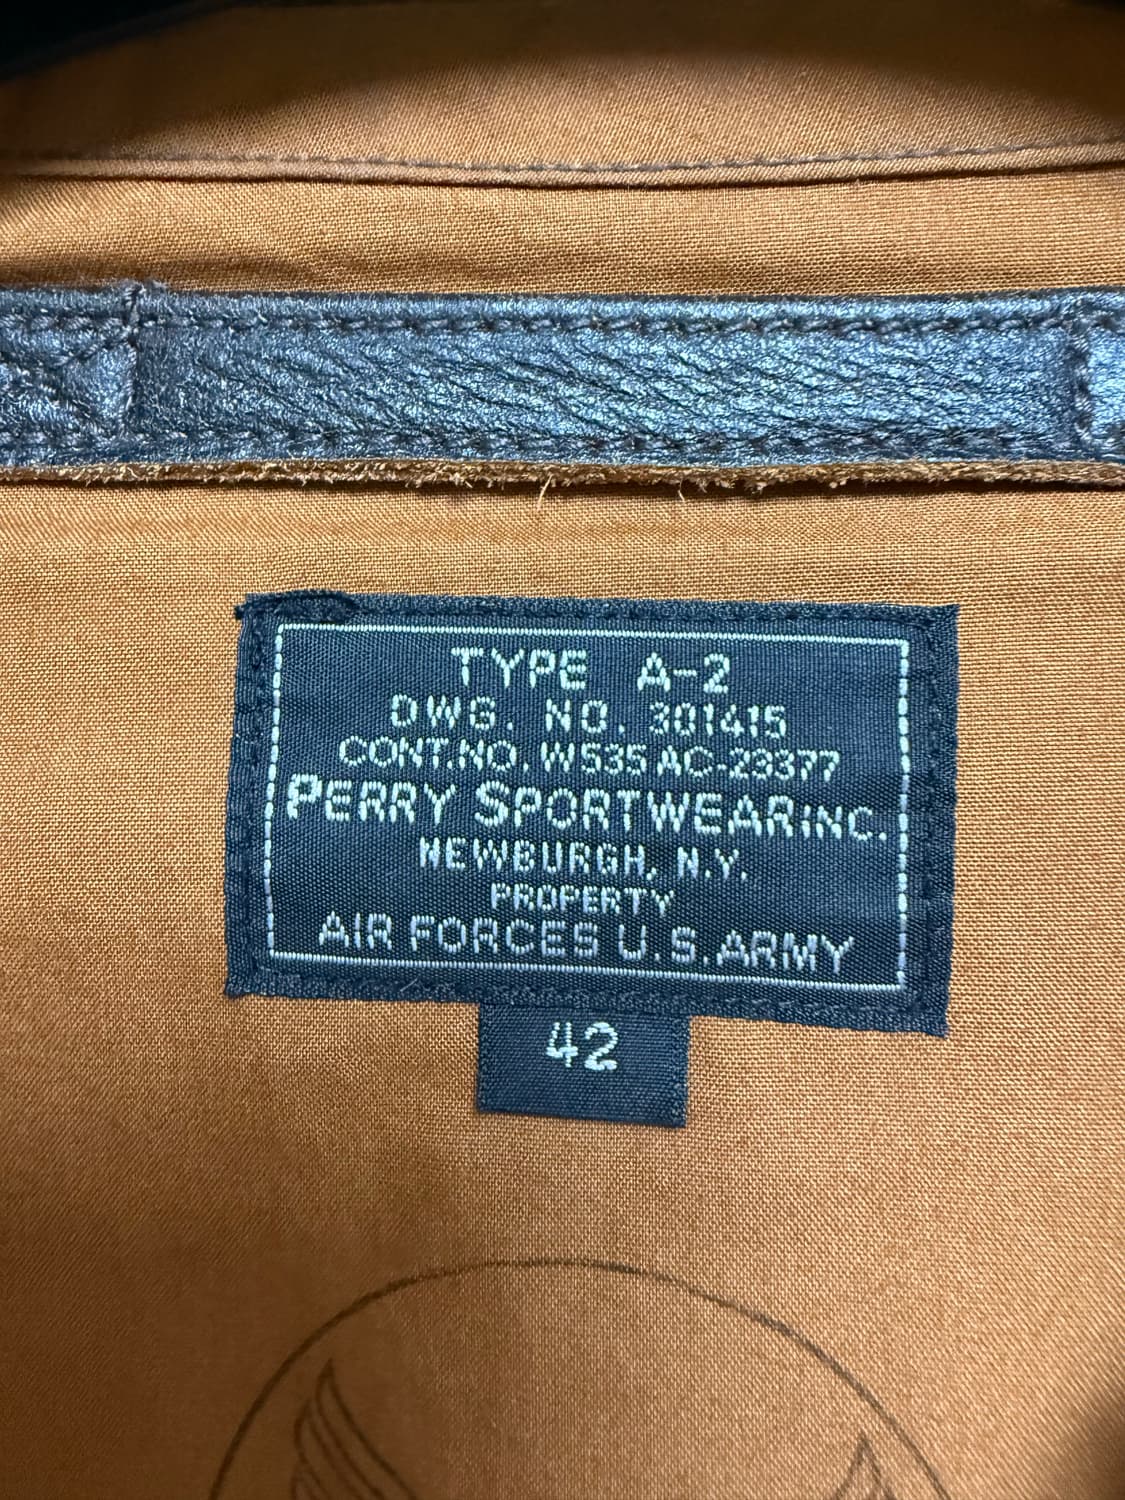 TYPE A-2
DWG. NO. 301415
CONT.NO. W535 AC-23377
PERRY SPORTWEAR INC.
NEWBURGH, N.Y.
PROPERTY
AIR FORCES U.S. ARMY
42